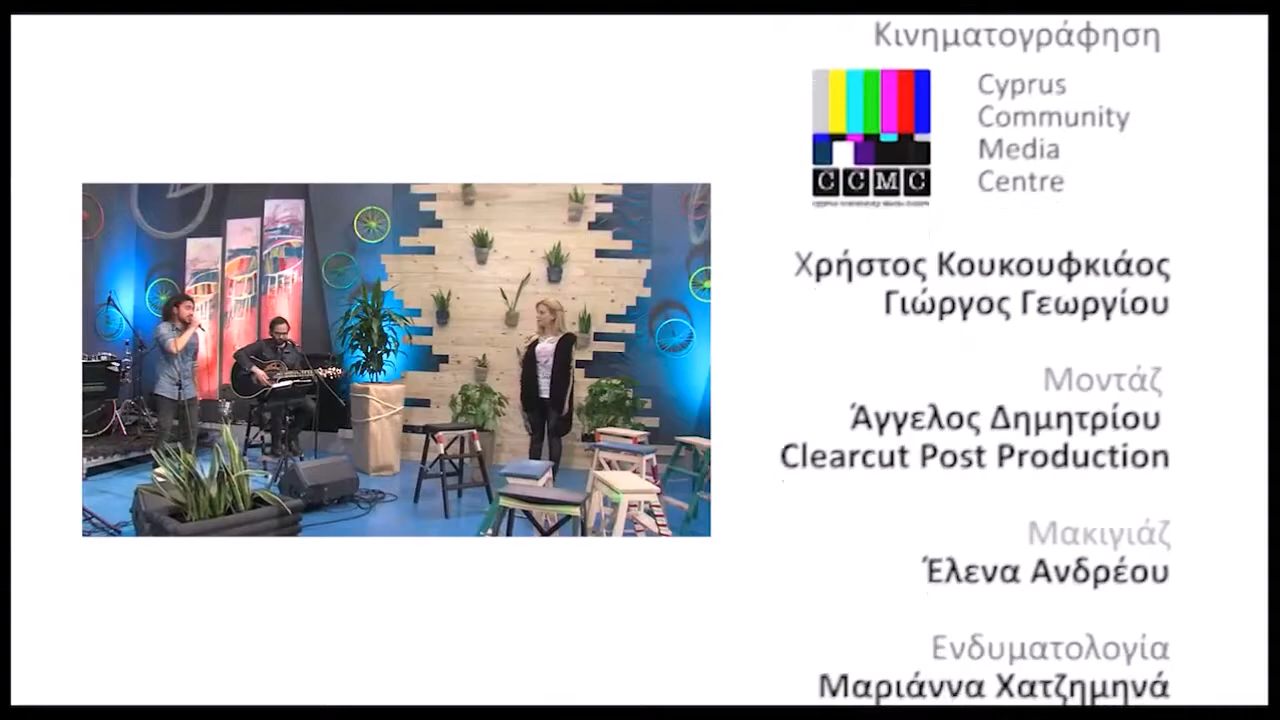 Κινηματογράφηση
CCMC
Cyprus
Community
Media
Centre
Χρήστος Κουκουφκιάος
Γιώργος Γεωργίου
Μοντάζ
Άγγελος Δημητρίου
Clearcut Post Production
Μακιγιάζ
Έλενα Ανδρέου
Ενδυματολογία
Μαριάννα Χατζημηνά